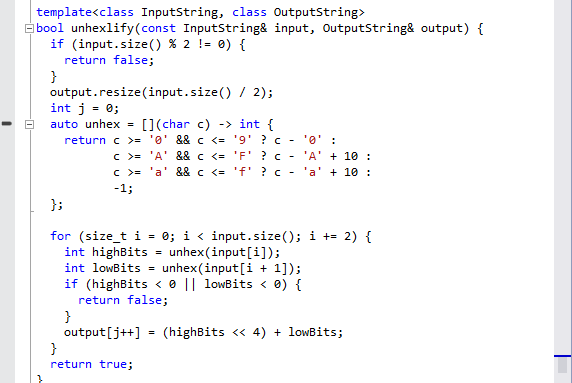 template<class InputString, class OutputString>
bool unhexlify(const InputString& input, OutputString& output) {
  if (input.size() % 2 != 0) {
    return false;
  }
  output.resize(input.size() / 2);
  int j = 0;
  auto unhex = [](char c) -> int {
    return c >= '0' && c <= '9' ? c - '0' :
           c >= 'A' && c <= 'F' ? c - 'A' + 10 :
           c >= 'a' && c <= 'f' ? c - 'a' + 10 :
           -1;
  };

  for (size_t i = 0; i < input.size(); i += 2) {
    int highBits = unhex(input[i]);
    int lowBits = unhex(input[i + 1]);
    if (highBits < 0 || lowBits < 0) {
      return false;
    }
    output[j++] = (highBits << 4) + lowBits;
  }
  return true;
}